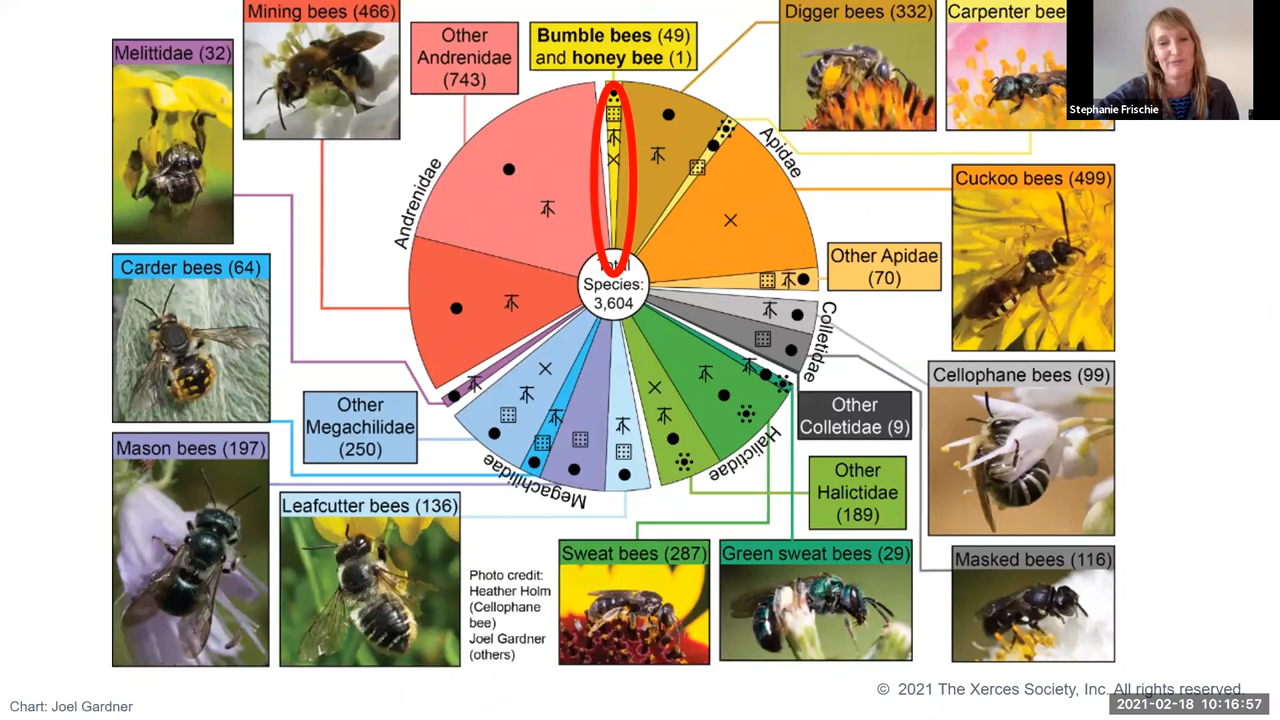 Mining bees (466)
Melittidae (32)
Other
Andrenidae
(743)
Bumble bees (49)
and honey bee (1)
Digger bees (332)
Carpenter bee
Stephanie Frischie
Andrenidae
Apidae
Cuckoo bees (499)
Carder bees (64)
Total
Species:
3,604
Other Apidae
(70)
Colletidae
Cellophane bees (99)
Other
Megachilidae
(250)
Other
Colletidae (9)
Mason bees (197)
Megachilidae
Halictidae
Other
Halictidae
(189)
Leafcutter bees (136)
Sweat bees (287)
Green sweat bees (29)
Masked bees (116)
Photo credit:
Heather Holm
(Cellophane
bee)
Joel Gardner
(others)
© 2021 The Xerces Society, Inc. All rights reserved.
Chart: Joel Gardner
2021-02-18 10:16:57